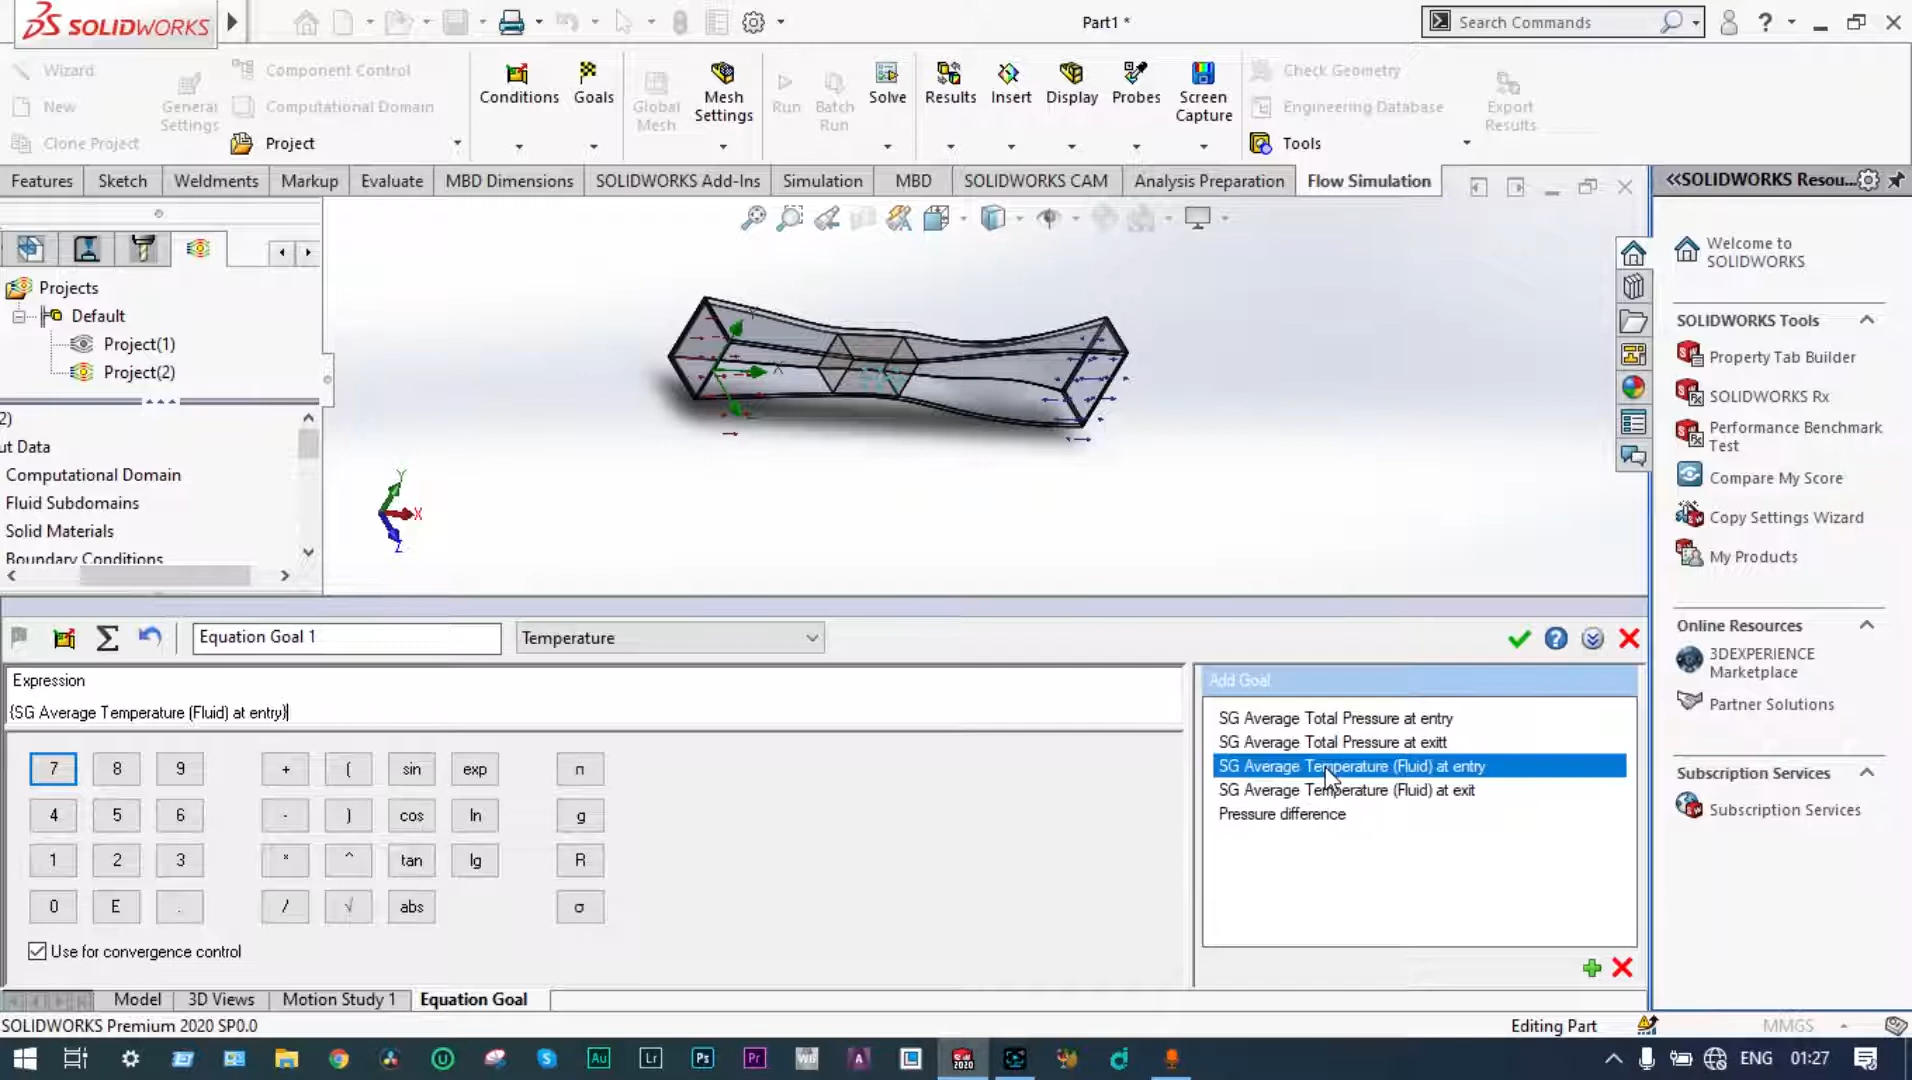 SOLIDWORKS
Part1 *
Search Commands
Wizard
New
Clone Project
General Settings
Component Control
Computational Domain
Project
Conditions
Goals
Global Mesh
Mesh Settings
Run
Batch Run
Solve
Results
Insert
Display
Probes
Screen Capture
Check Geometry
Engineering Database
Tools
Export Results
Features
Sketch
Weldments
Markup
Evaluate
MBD Dimensions
SOLIDWORKS Add-Ins
Simulation
MBD
SOLIDWORKS CAM
Analysis Preparation
Flow Simulation
Projects
Default
Project(1)
Project(2)
2)
ut Data
Computational Domain
Fluid Subdomains
Solid Materials
Boundary Conditions
Y
X
Y
X
Z
«SOLIDWORKS Resou...
Welcome to
SOLIDWORKS
SOLIDWORKS Tools
Property Tab Builder
SOLIDWORKS Rx
Performance Benchmark
Test
Compare My Score
Copy Settings Wizard
My Products
Online Resources
3DEXPERIENCE
Marketplace
Partner Solutions
Subscription Services
Subscription Services
Equation Goal 1
Temperature
Expression
{SG Average Temperature (Fluid) at entry}
7 8 9 + ( sin exp п
4 5 6 - ) cos ln g
1 2 3 * ^ tan lg R
0 E . / √ abs σ
Use for convergence control
Add Goal
SG Average Total Pressure at entry
SG Average Total Pressure at exitt
SG Average Temperature (Fluid) at entry
SG Average Temperature (Fluid) at exit
Pressure difference
Model
3D Views
Motion Study 1
Equation Goal
SOLIDWORKS Premium 2020 SP0.0
Editing Part
MMGS
Au
Lr
Ps
Pr
A
SW
2020
ENG
01:27